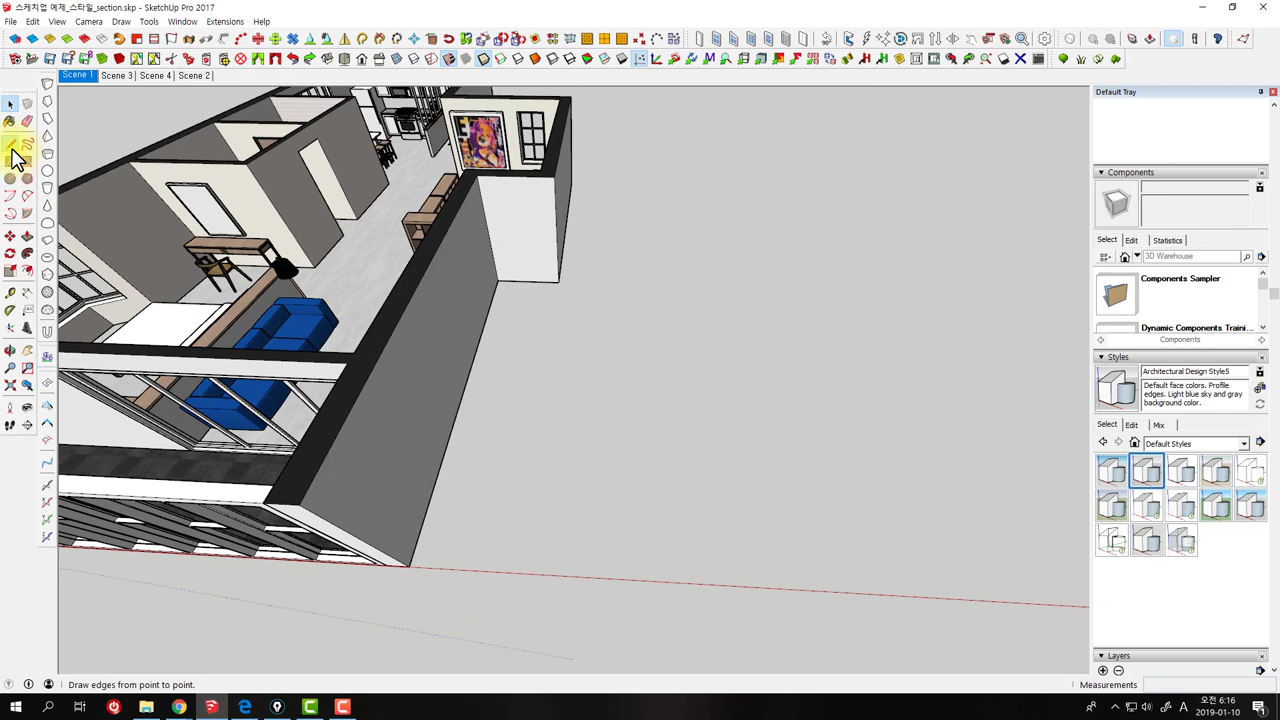 스케치업 예제_스타일_section.skp - SketchUp Pro 2017
File Edit View Camera Draw Tools Window Extensions Help
Scene 1 Scene 3 Scene 4 Scene 2
Default Tray
Components
Select Edit Statistics
3D Warehouse
Components Sampler
Dynamic Components Traini...
Components
Styles
Architectural Design Style5
Default face colors. Profile
edges. Light blue sky and gray
background color.
Select Edit Mix
Default Styles
Layers
Draw edges from point to point.
Measurements
A
오전 6:16
2019-01-10